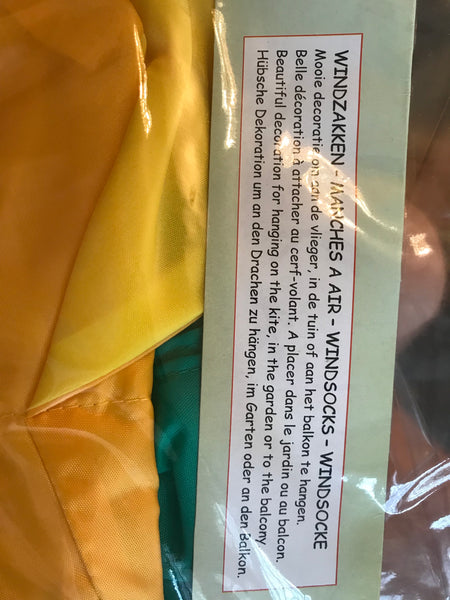 WINDZAKKEN - MANCHES A AIR - WINDSOCKS - WINDSOCKE
Mooie decoratie om aan de vlieger, in de tuin of aan het balkon te hangen.
Belle décoration à attacher au cerf-volant. A placer dans le jardin ou au balcon.
Beautiful decoration for hanging on the kite, in the garden or to the balcony
Hübsche Dekoration um an den Drachen zu hängen, im Garten oder an den Balkon.